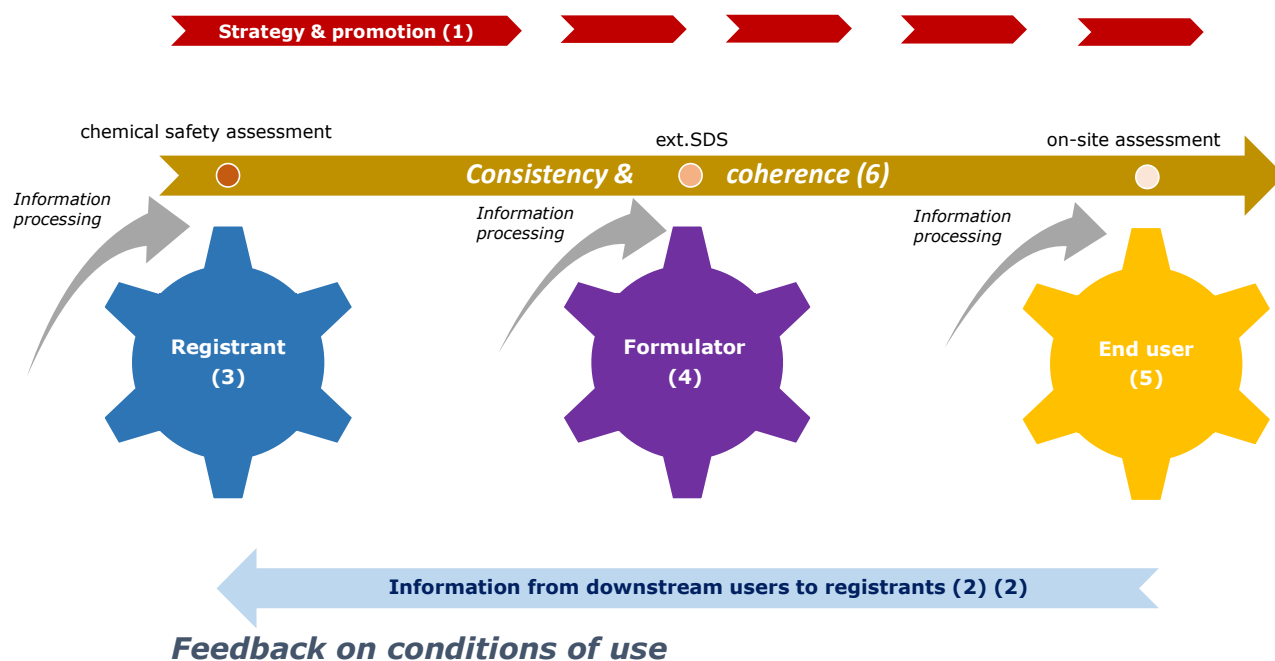 Strategy & promotion (1)
chemical safety assessment
ext.SDS
on-site assessment
Consistency & coherence (6)
Information
processing
Information
processing
Information
processing
Registrant
(3)
Formulator
(4)
End user
(5)
Information from downstream users to registrants (2) (2)
Feedback on conditions of use